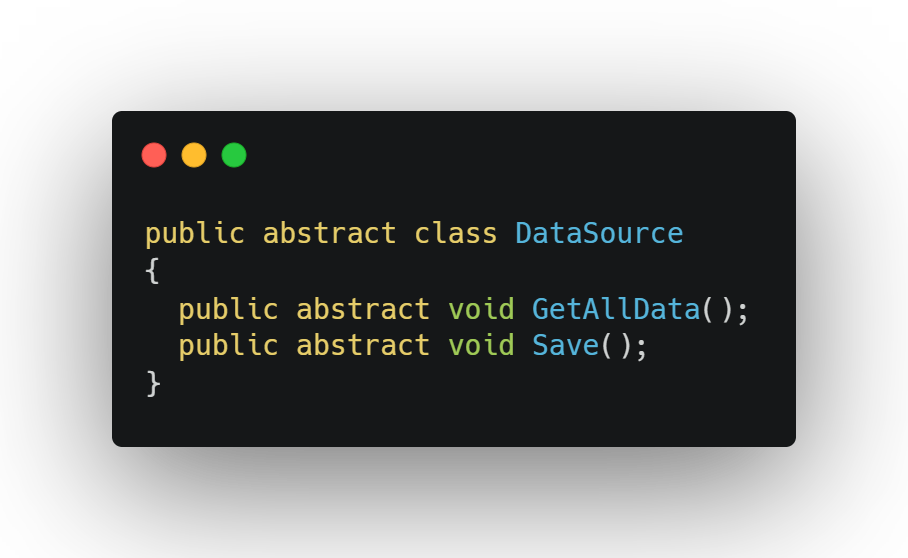 public abstract class DataSource
{
  public abstract void GetAllData();
  public abstract void Save();
}